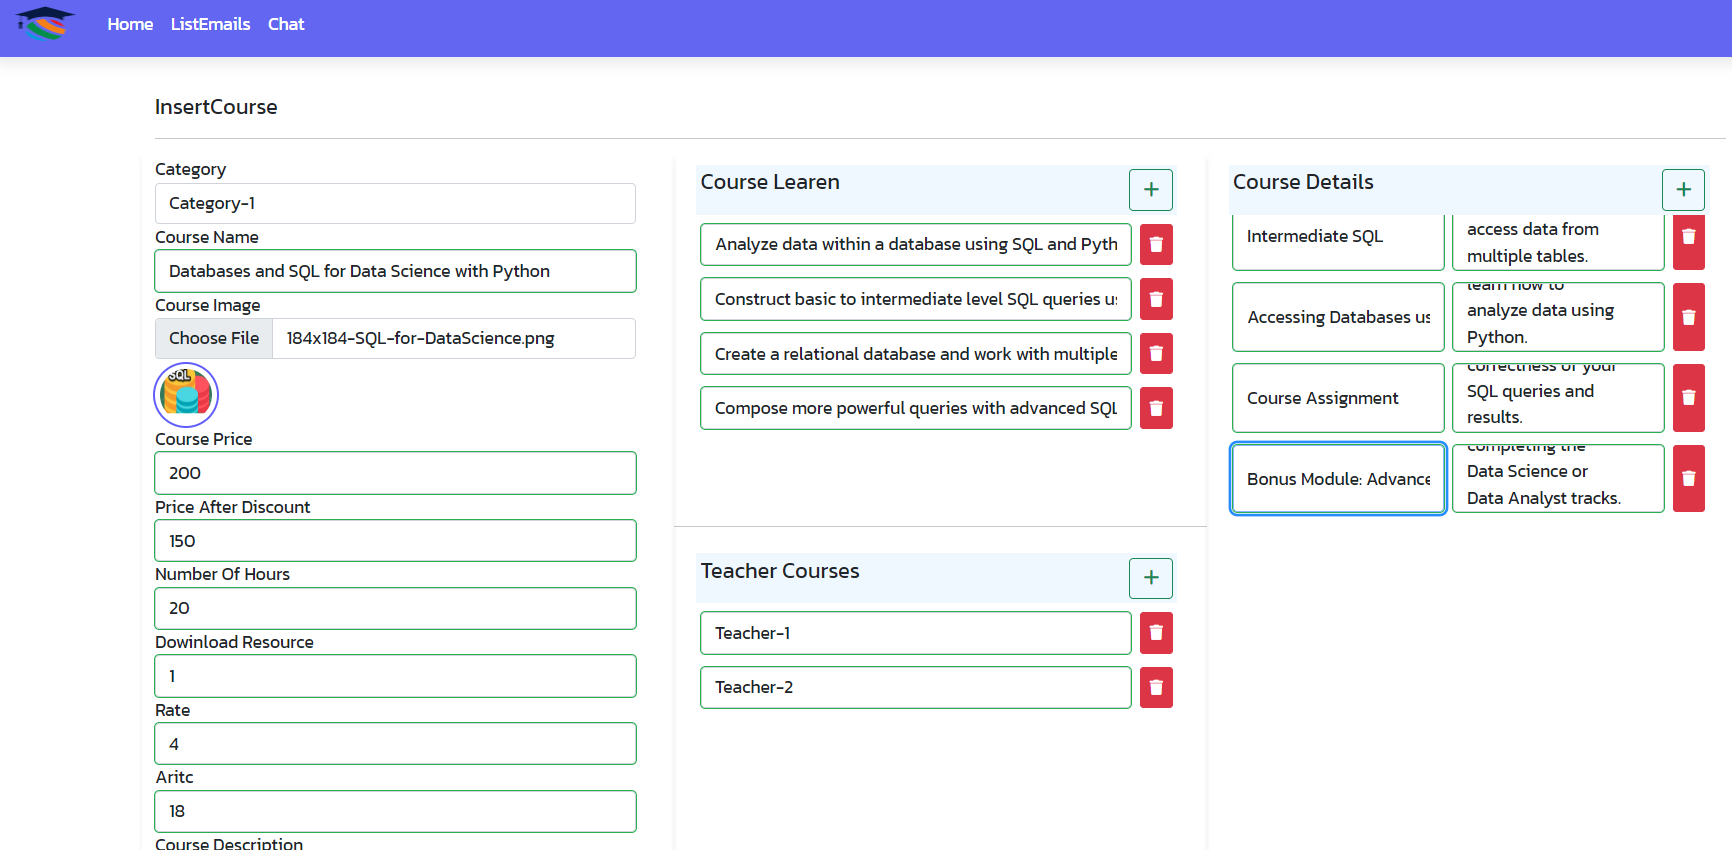 Home ListEmails Chat
InsertCourse
Category
Category-1
Course Name
Databases and SQL for Data Science with Python
Course Image
Choose File 184x184-SQL-for-DataScience.png
SQL
Course Price
200
Price After Discount
150
Number Of Hours
20
Dowinload Resource
1
Rate
4
Aritc
18
Course Description
Course Learen
+
Analyze data within a database using SQL and Pyth
Construct basic to intermediate level SQL queries u
Create a relational database and work with multiple
Compose more powerful queries with advanced SQL
Teacher Courses
+
Teacher-1
Teacher-2
Course Details
+
Intermediate SQL
access data from
multiple tables.
Accessing Databases us
learn how to
analyze data using
Python.
Course Assignment
correctness of your
SQL queries and
results.
Bonus Module: Advance
completing the
Data Science or
Data Analyst tracks.